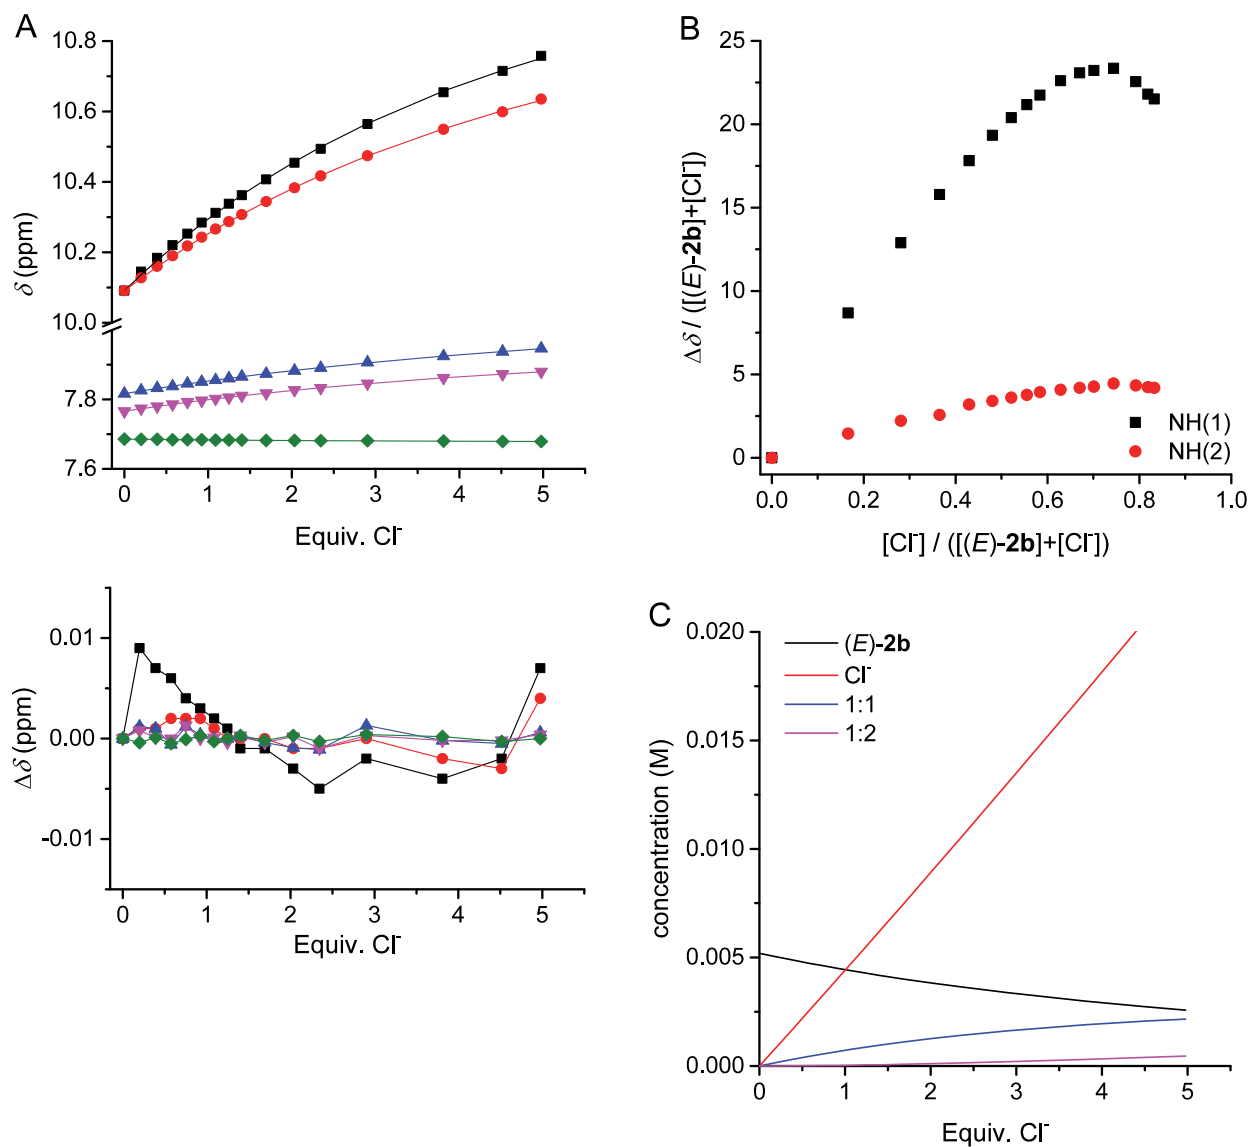 A
10.8
10.6
10.4
10.2
10.0
7.8
7.6
δ (ppm)
0 1 2 3 4 5
Equiv. Cl⁻
B
25
20
15
10
5
0
Δδ / ([(E)-2b]+[Cl⁻])
NH(1)
NH(2)
0.0 0.2 0.4 0.6 0.8 1.0
[Cl⁻] / ([(E)-2b]+[Cl⁻])
0.01
0.00
-0.01
Δδ (ppm)
0 1 2 3 4 5
Equiv. Cl⁻
C
0.020
0.015
0.010
0.005
0.000
concentration (M)
(E)-2b
Cl⁻
1:1
1:2
0 1 2 3 4 5
Equiv. Cl⁻